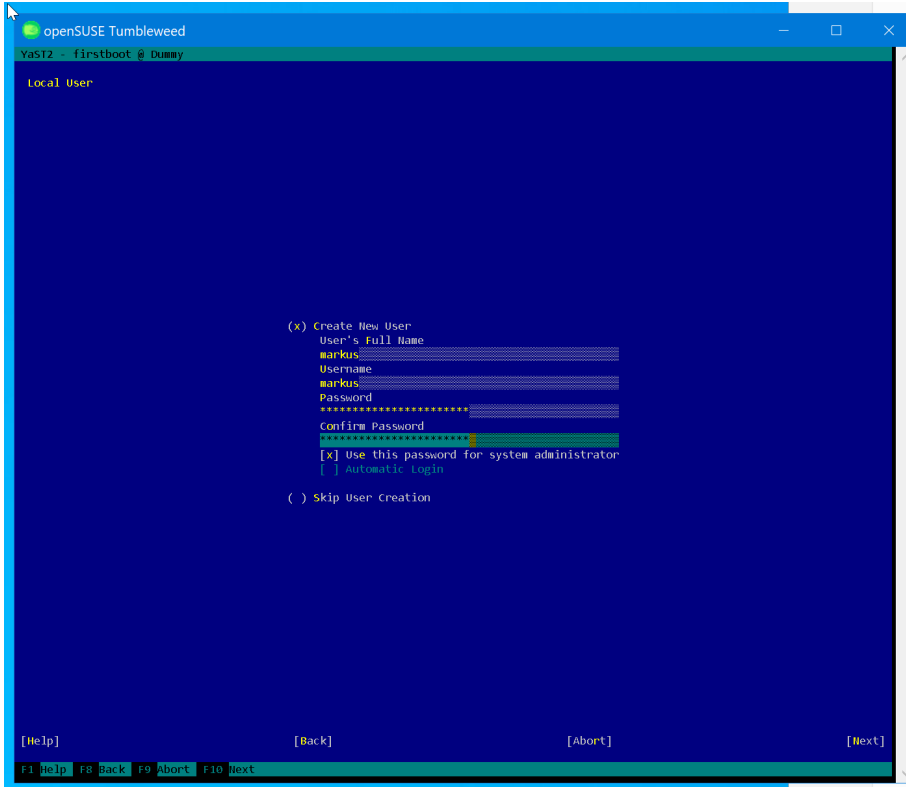 openSUSE Tumbleweed
YaST2 - firstboot @ Dummy
Local User
(x) Create New User
User's Full Name
markus
Username
markus
Password
***********************
Confirm Password
***********************
[x] Use this password for system administrator
[ ] Automatic Login
( ) Skip User Creation
[Help] [Back] [Abort] [Next]
F1 Help F8 Back F9 Abort F10 Next